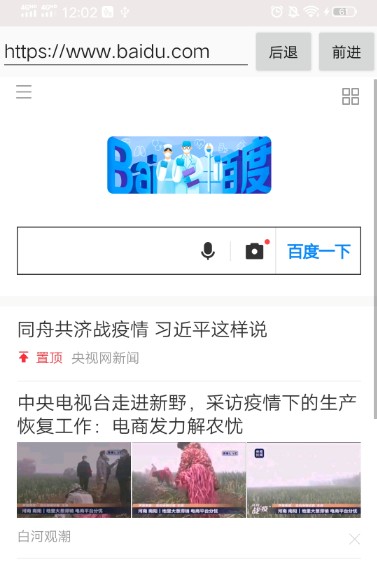 12:02
61
https://www.baidu.com
后退
前进
Bai 百度
百度一下
同舟共济战疫情 习近平这样说
置顶 央视网新闻
中央电视台走进新野，采访疫情下的生产
恢复工作：电商发力解农忧
白河观潮